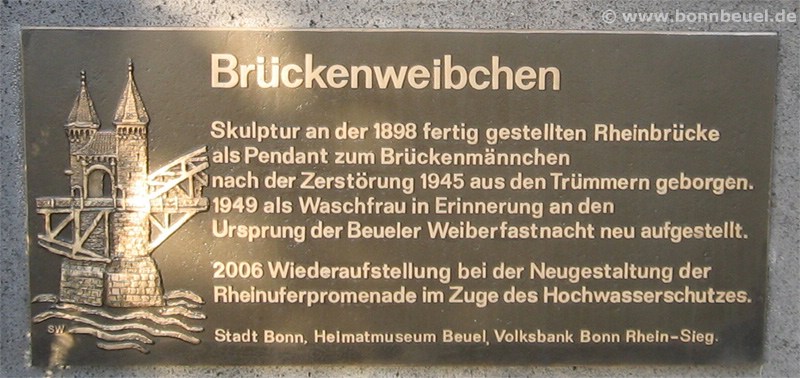 © www.bonnbeuel.de
Brückenweibchen
Skulptur an der 1898 fertig gestellten Rheinbrücke
als Pendant zum Brückenmännchen
nach der Zerstörung 1945 aus den Trümmern geborgen.
1949 als Waschfrau in Erinnerung an den
Ursprung der Beueler Weiberfastnacht neu aufgestellt.
2006 Wiederaufstellung bei der Neugestaltung der
Rheinuferpromenade im Zuge des Hochwasserschutzes.
SW
Stadt Bonn, Heimatmuseum Beuel, Volksbank Bonn Rhein-Sieg.